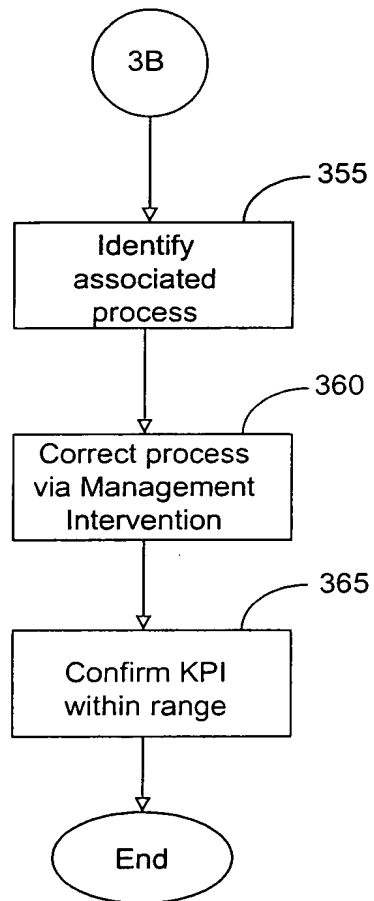 3B
355
Identify
associated
process
360
Correct process
via Management
Intervention
365
Confirm KPI
within range
End